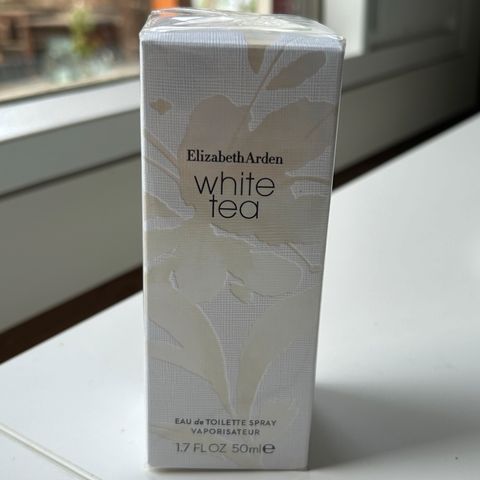 ElizabethArden
white
tea
EAU de TOILETTE SPRAY
VAPORISATEUR
1.7 FL OZ 50ml℮